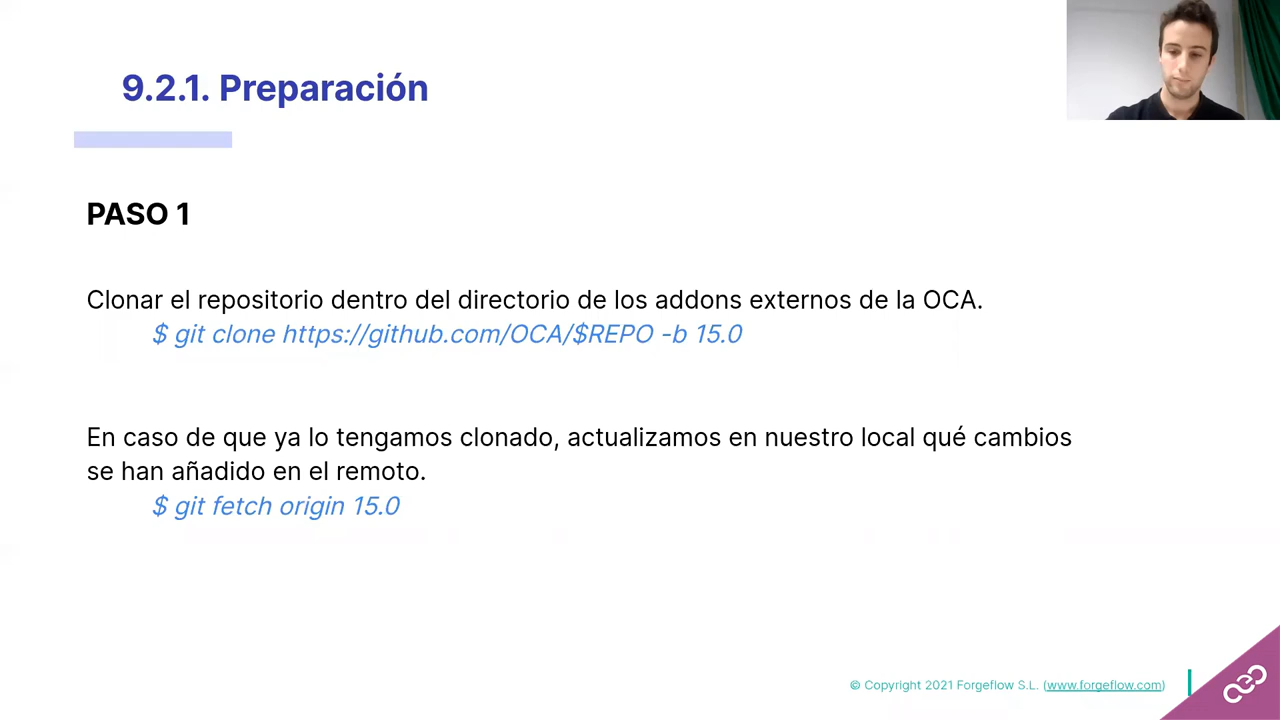 9.2.1. Preparación
PASO 1
Clonar el repositorio dentro del directorio de los addons externos de la OCA.
$ git clone https://github.com/OCA/$REPO -b 15.0
En caso de que ya lo tengamos clonado, actualizamos en nuestro local qué cambios
se han añadido en el remoto.
$ git fetch origin 15.0
© Copyright 2021 Forgeflow S.L. (www.forgeflow.com)